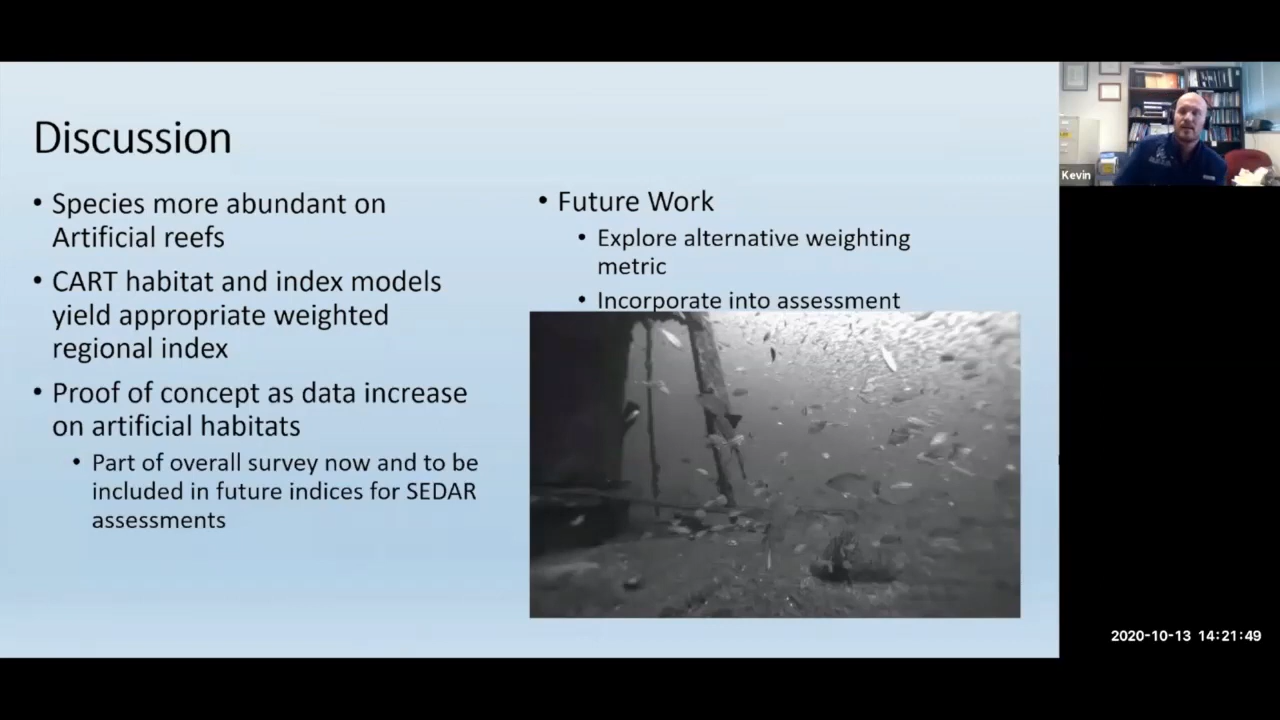 Discussion
• Species more abundant on
Artificial reefs
• CART habitat and index models
yield appropriate weighted
regional index
• Proof of concept as data increase
on artificial habitats
• Part of overall survey now and to be
included in future indices for SEDAR
assessments
• Future Work
• Explore alternative weighting
metric
• Incorporate into assessment
Kevin
2020-10-13 14:21:49